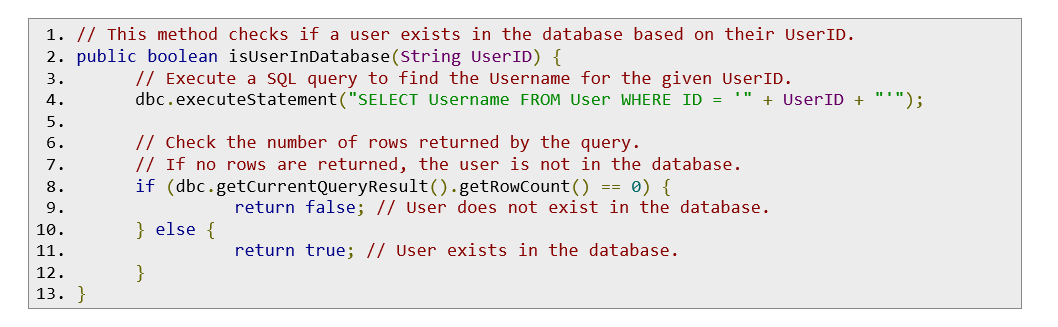 1. // This method checks if a user exists in the database based on their UserID.
2. public boolean isUserInDatabase(String UserID) {
3. // Execute a SQL query to find the Username for the given UserID.
4. dbc.executeStatement("SELECT Username FROM User WHERE ID = '" + UserID + "'");
5.
6. // Check the number of rows returned by the query.
7. // If no rows are returned, the user is not in the database.
8. if (dbc.getCurrentQueryResult().getRowCount() == 0) {
9. return false; // User does not exist in the database.
10. } else {
11. return true; // User exists in the database.
12. }
13. }